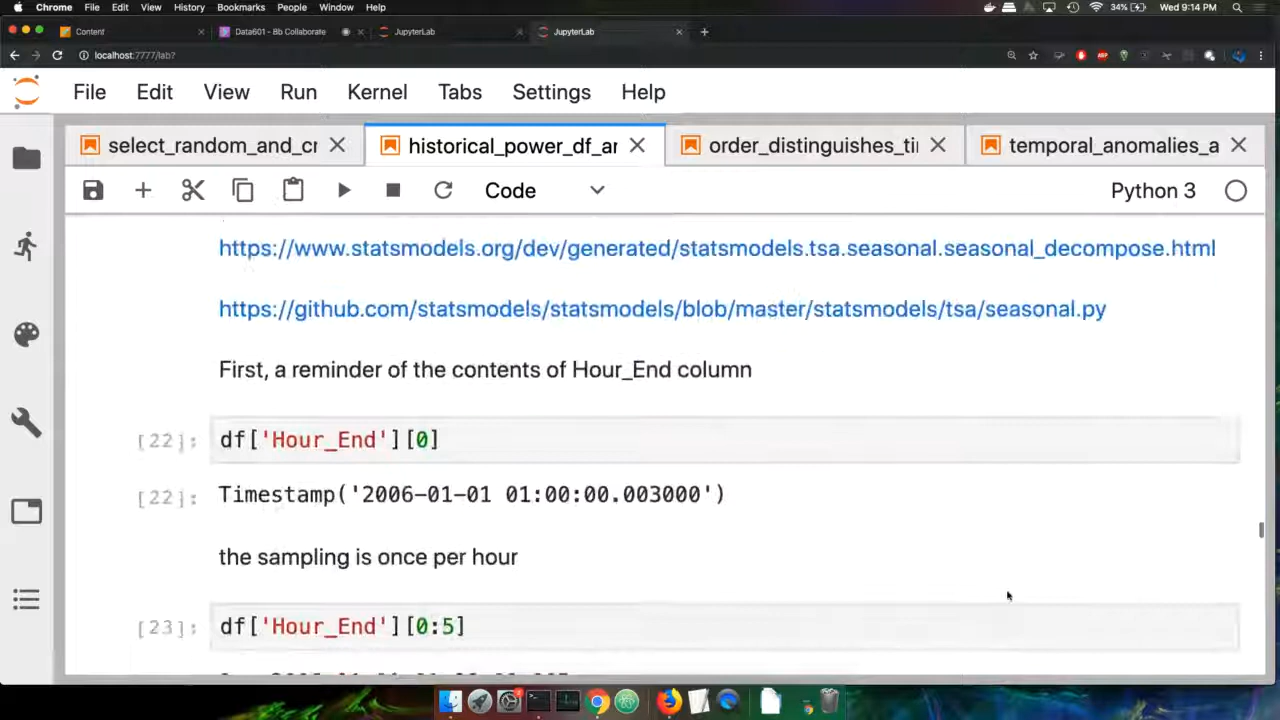 Chrome File Edit View History Bookmarks People Window Help 34% Wed 9:14 PM
Content Data601 - Bb Collaborate JupyterLab JupyterLab
localhost:7777/lab?
File Edit View Run Kernel Tabs Settings Help
select_random_and_cr historical_power_df_ar order_distinguishes_ti temporal_anomalies_a
Code Python 3
https://www.statsmodels.org/dev/generated/statsmodels.tsa.seasonal.seasonal_decompose.html
https://github.com/statsmodels/statsmodels/blob/master/statsmodels/tsa/seasonal.py
First, a reminder of the contents of Hour_End column
[22]: df['Hour_End'][0]
[22]: Timestamp('2006-01-01 01:00:00.003000')
the sampling is once per hour
[23]: df['Hour_End'][0:5]